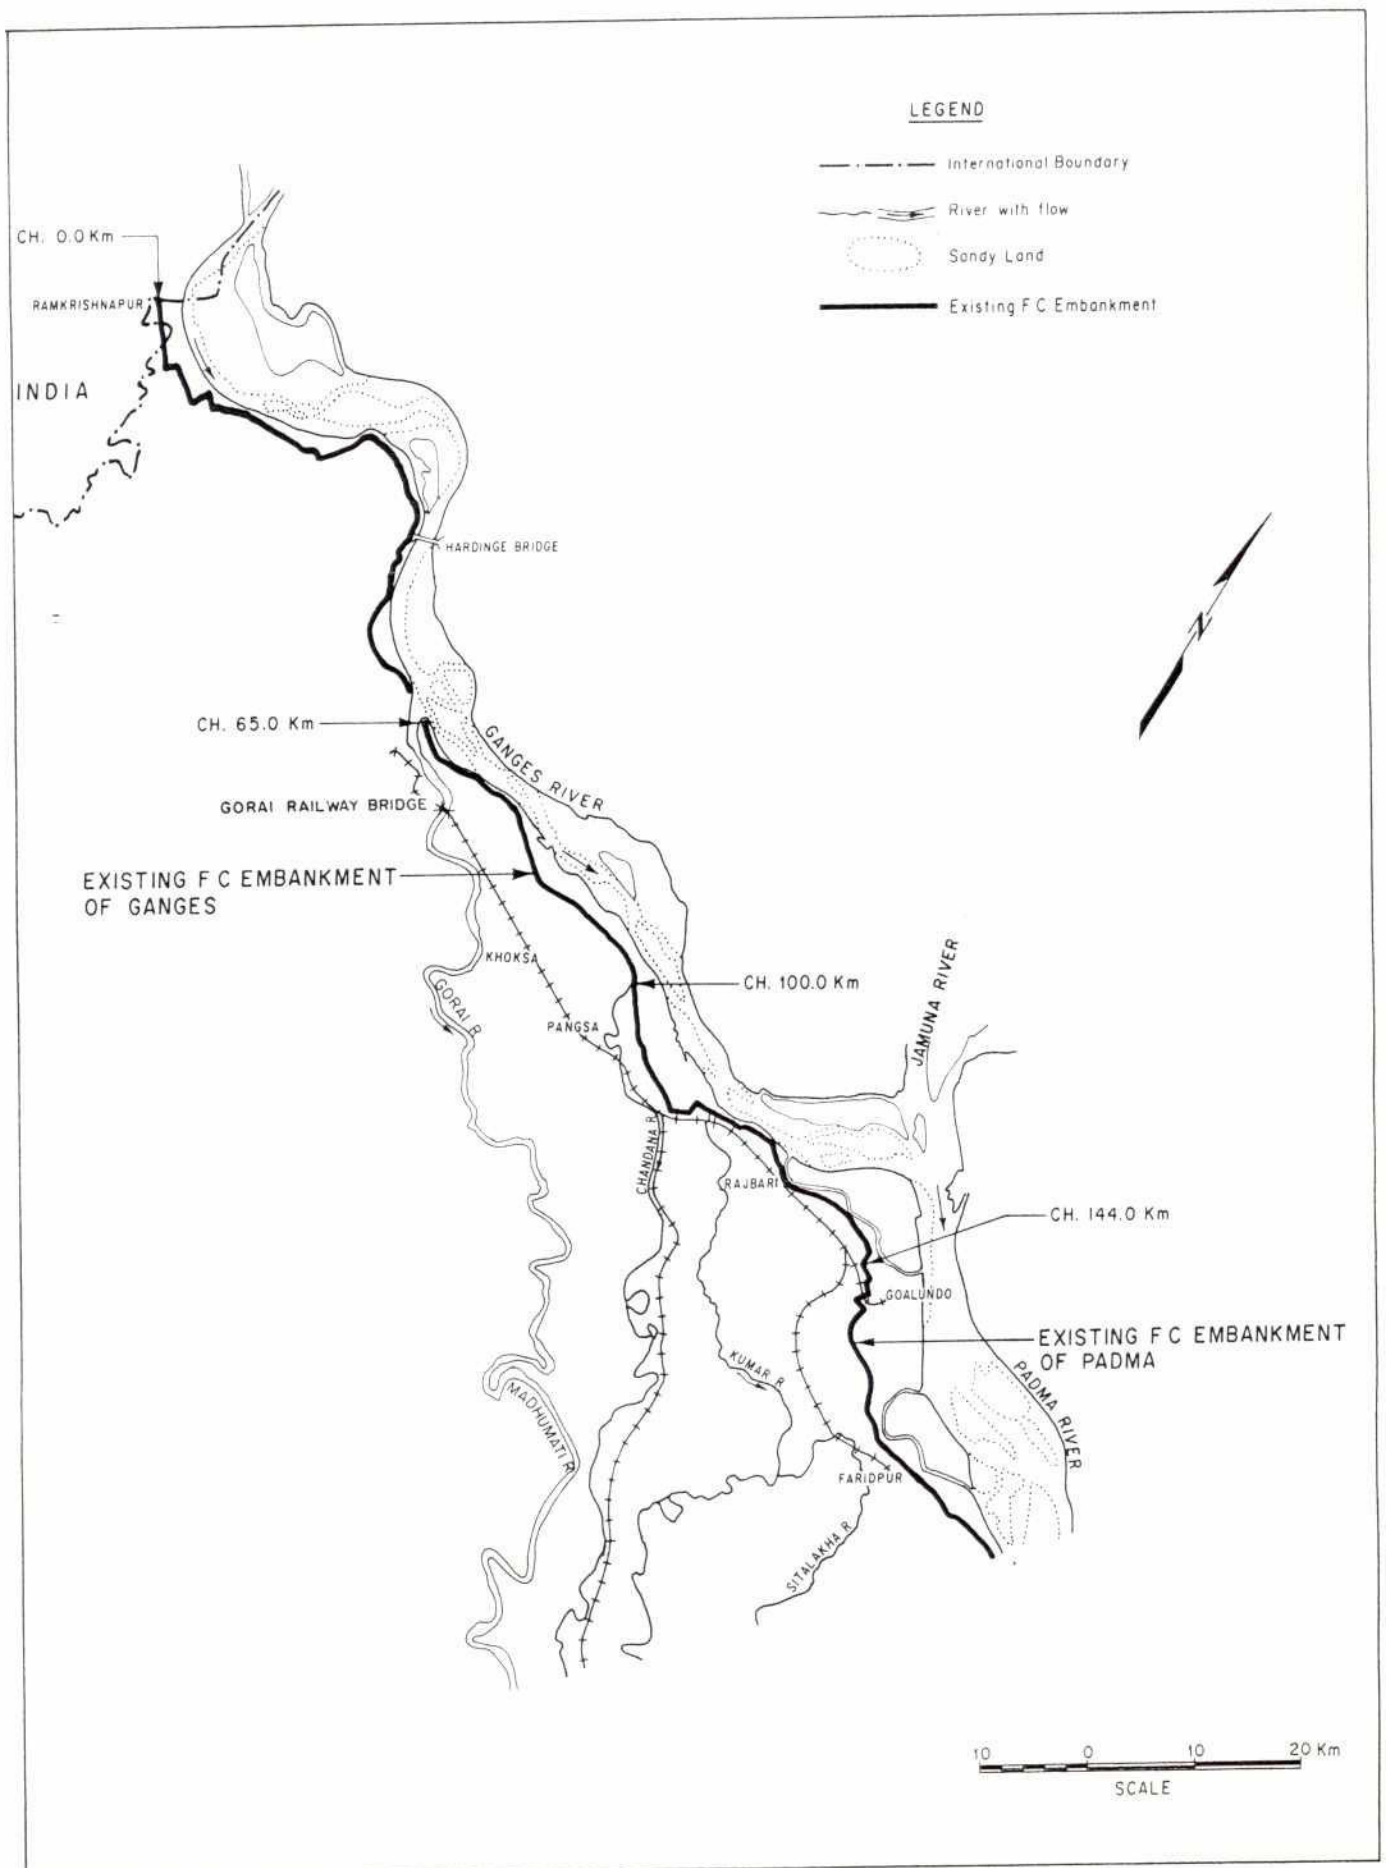 LEGEND
International Boundary
River with flow
Sandy Land
Existing F C Embankment
CH. 0.0 Km
RAMKRISHNAPUR
INDIA
HARDINGE BRIDGE
N
CH. 65.0 Km
GANGES RIVER
GORAI RAILWAY BRIDGE
EXISTING F C EMBANKMENT
OF GANGES
KHOKSA
GORAI R
CH. 100.0 Km
PANGSA
JAMUNA RIVER
CHANDANA R
RAJBARI
CH. 144.0 Km
GOALUNDO
EXISTING F C EMBANKMENT
OF PADMA
KUMAR R
PADMA RIVER
MADHUMATI R
FARIDPUR
SITALAKHA R
10 0 10 20 Km
SCALE